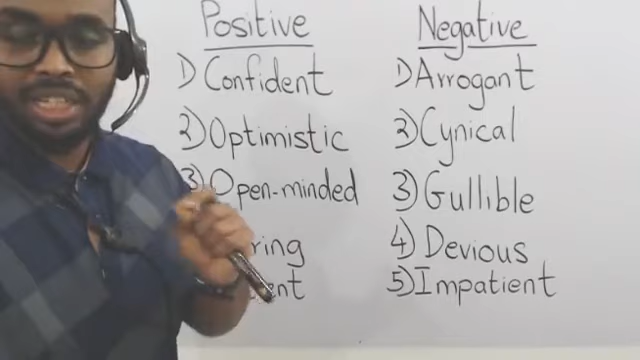 Positive
1) Confident
2) Optimistic
3) Open-minded
Negative
1) Arrogant
2) Cynical
3) Gullible
4) Devious
5) Impatient